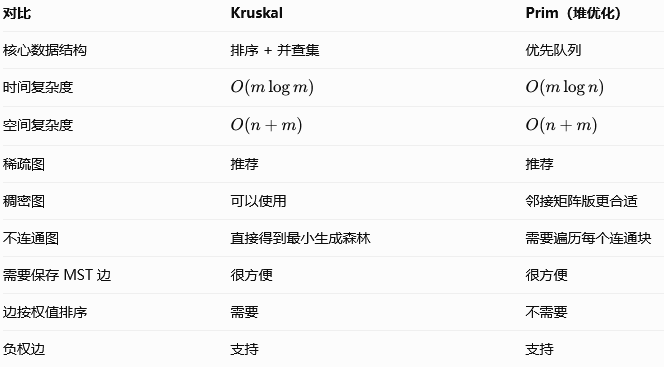 对比 Kruskal Prim（堆优化）
核心数据结构 排序 + 并查集 优先队列
时间复杂度 O(m log m) O(m log n)
空间复杂度 O(n + m) O(n + m)
稀疏图 推荐 推荐
稠密图 可以使用 邻接矩阵版更合适
不连通图 直接得到最小生成森林 需要遍历每个连通块
需要保存 MST 边 很方便 很方便
边按权值排序 需要 不需要
负权边 支持 支持